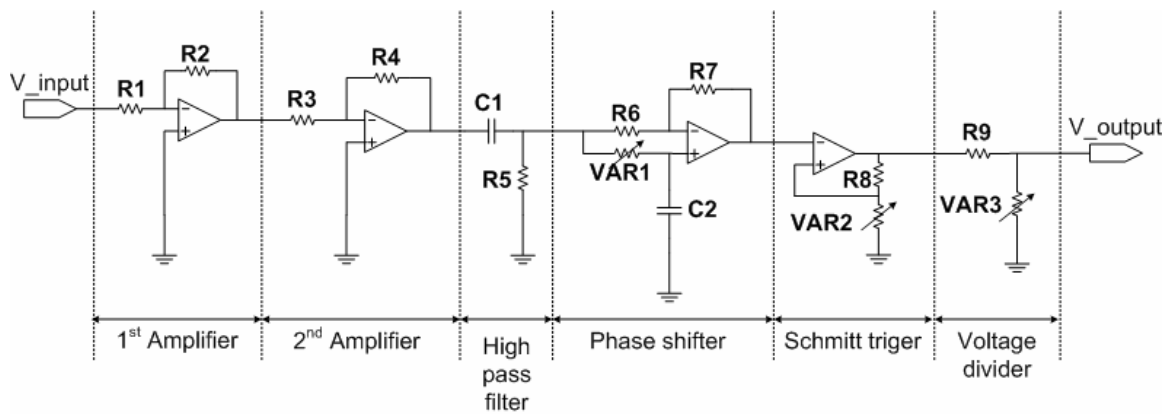 V_input
R1
R2
R3
R4
C1
R5
R6
VAR1
R7
C2
R8
VAR2
R9
VAR3
V_output
1st Amplifier
2nd Amplifier
High
pass
filter
Phase shifter
Schmitt triger
Voltage
divider